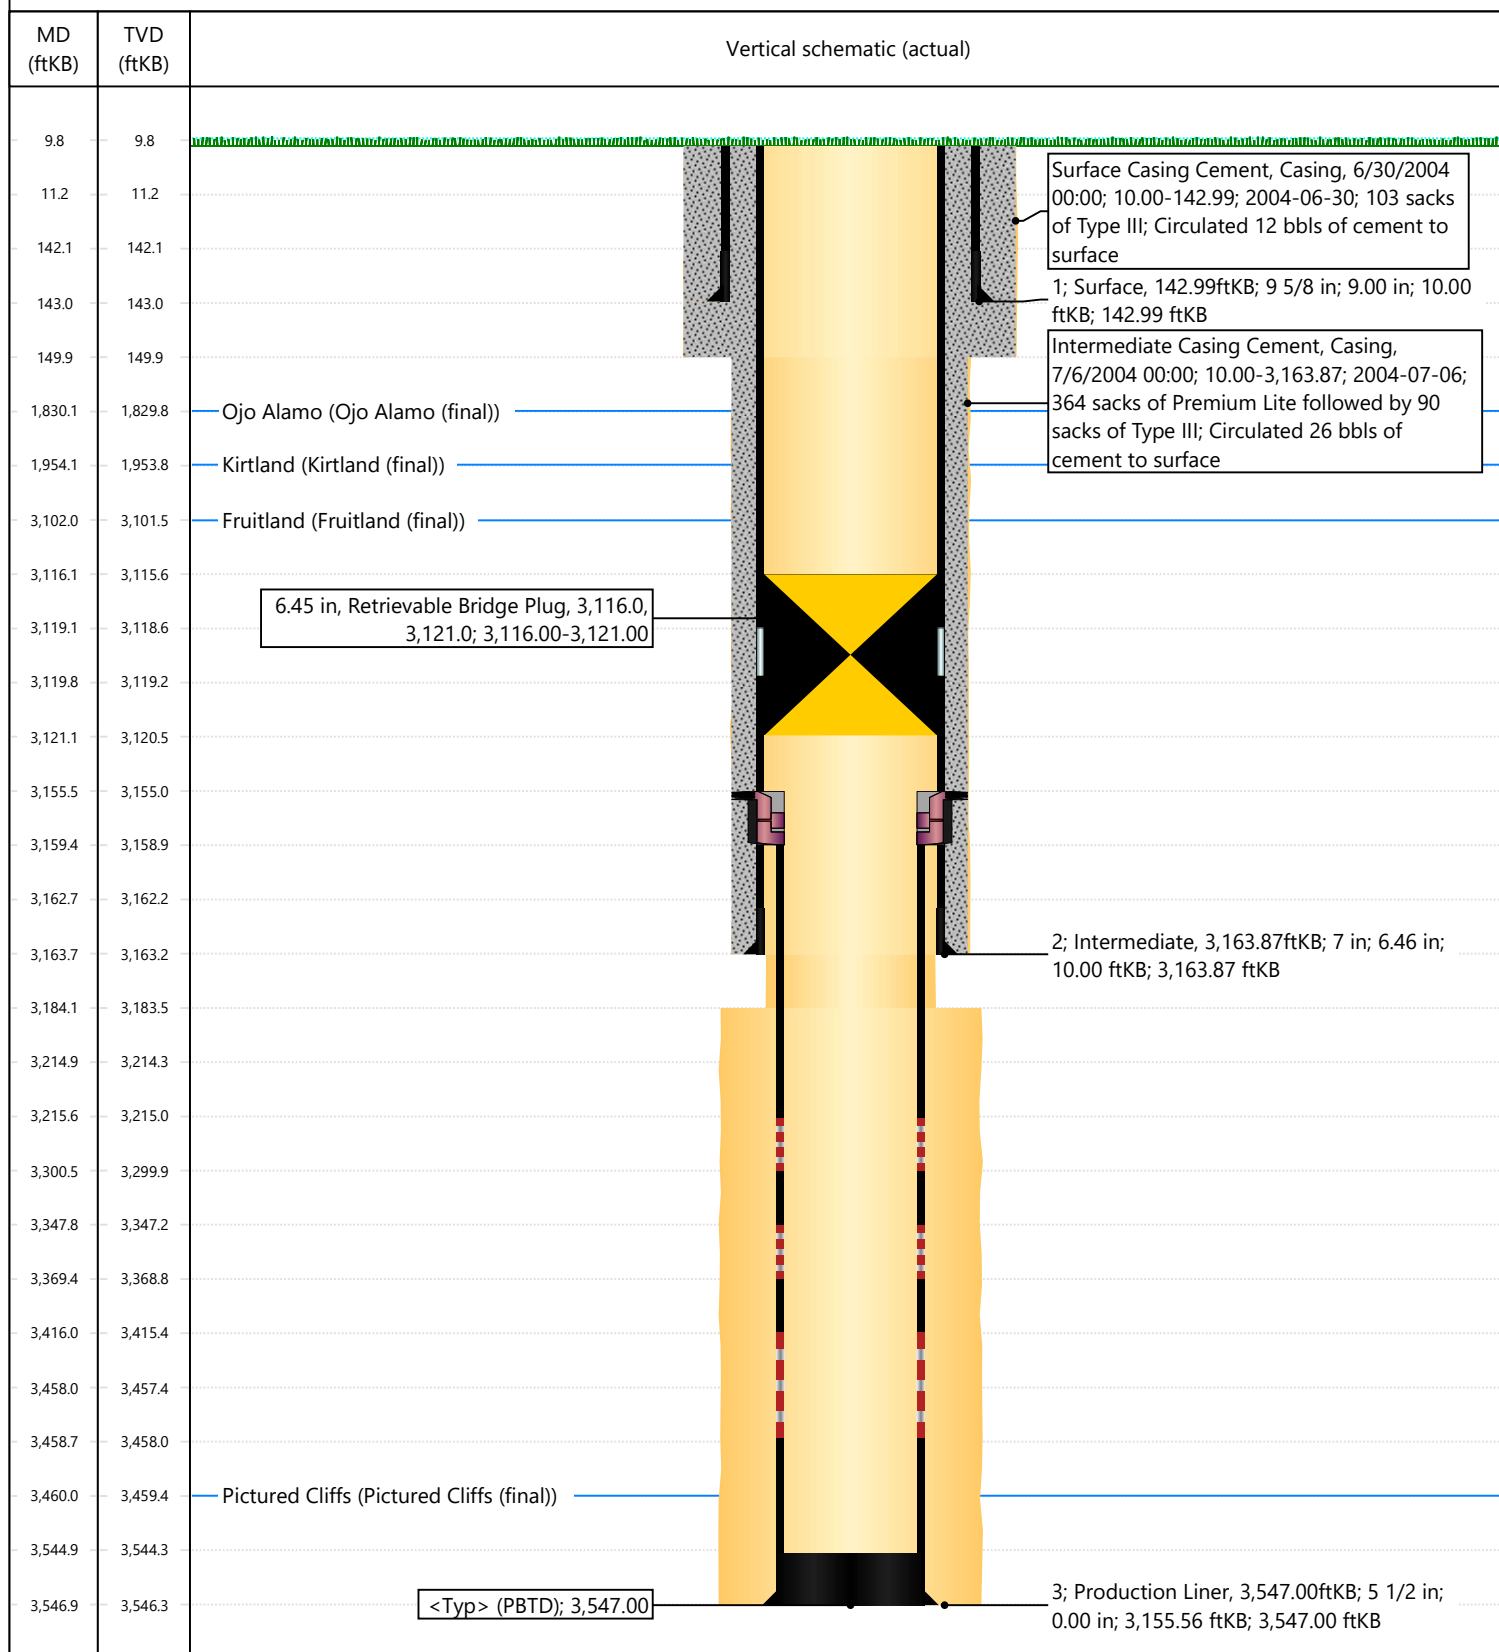 MD
(ftKB)
TVD
(ftKB)
Vertical schematic (actual)
9.8 9.8
11.2 11.2
142.1 142.1
143.0 143.0
149.9 149.9
1,830.1 1,829.8
1,954.1 1,953.8
3,102.0 3,101.5
3,116.1 3,115.6
3,119.1 3,118.6
3,119.8 3,119.2
3,121.1 3,120.5
3,155.5 3,155.0
3,159.4 3,158.9
3,162.7 3,162.2
3,163.7 3,163.2
3,184.1 3,183.5
3,214.9 3,214.3
3,215.6 3,215.0
3,300.5 3,299.9
3,347.8 3,347.2
3,369.4 3,368.8
3,416.0 3,415.4
3,458.0 3,457.4
3,458.7 3,458.0
3,460.0 3,459.4
3,544.9 3,544.3
3,546.9 3,546.3
Surface Casing Cement, Casing, 6/30/2004
00:00; 10.00-142.99; 2004-06-30; 103 sacks
of Type III; Circulated 12 bbls of cement to
surface
1; Surface, 142.99ftKB; 9 5/8 in; 9.00 in; 10.00
ftKB; 142.99 ftKB
Intermediate Casing Cement, Casing,
7/6/2004 00:00; 10.00-3,163.87; 2004-07-06;
364 sacks of Premium Lite followed by 90
sacks of Type III; Circulated 26 bbls of
cement to surface
Ojo Alamo (Ojo Alamo (final))
Kirtland (Kirtland (final))
Fruitland (Fruitland (final))
6.45 in, Retrievable Bridge Plug, 3,116.0,
3,121.0; 3,116.00-3,121.00
2; Intermediate, 3,163.87ftKB; 7 in; 6.46 in;
10.00 ftKB; 3,163.87 ftKB
Pictured Cliffs (Pictured Cliffs (final))
<Typ> (PBTD); 3,547.00
3; Production Liner, 3,547.00ftKB; 5 1/2 in;
0.00 in; 3,155.56 ftKB; 3,547.00 ftKB